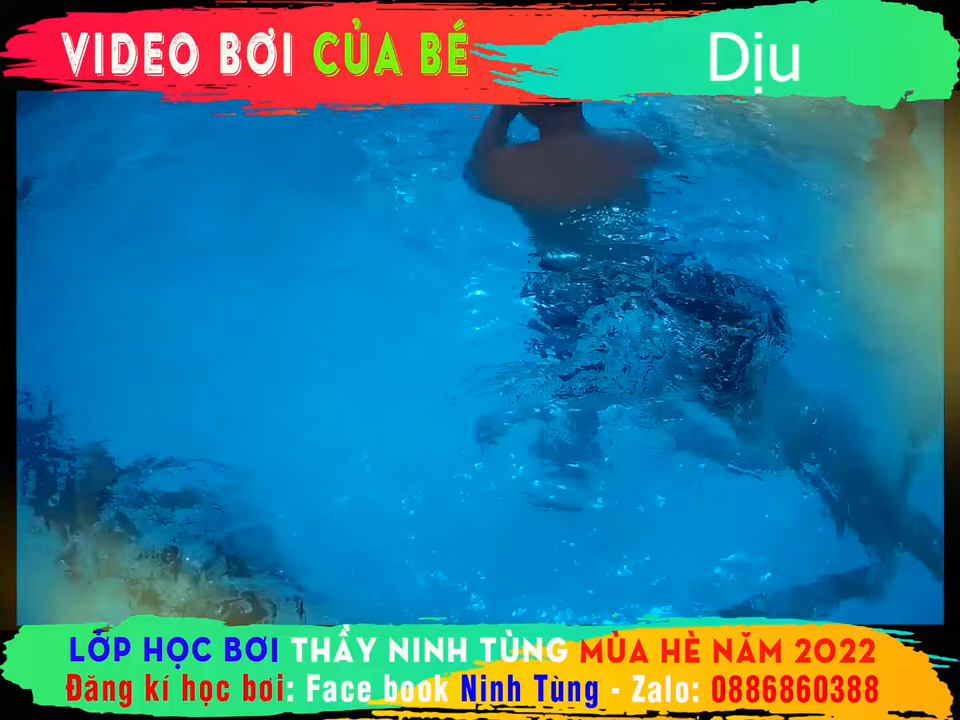 VIDEO BƠI CỦA BÉ
Dịu
LỚP HỌC BƠI THẦY NINH TÙNG MÙA HÈ NĂM 2022
Đăng kí học bơi: Face book Ninh Tùng - Zalo: 0886860388